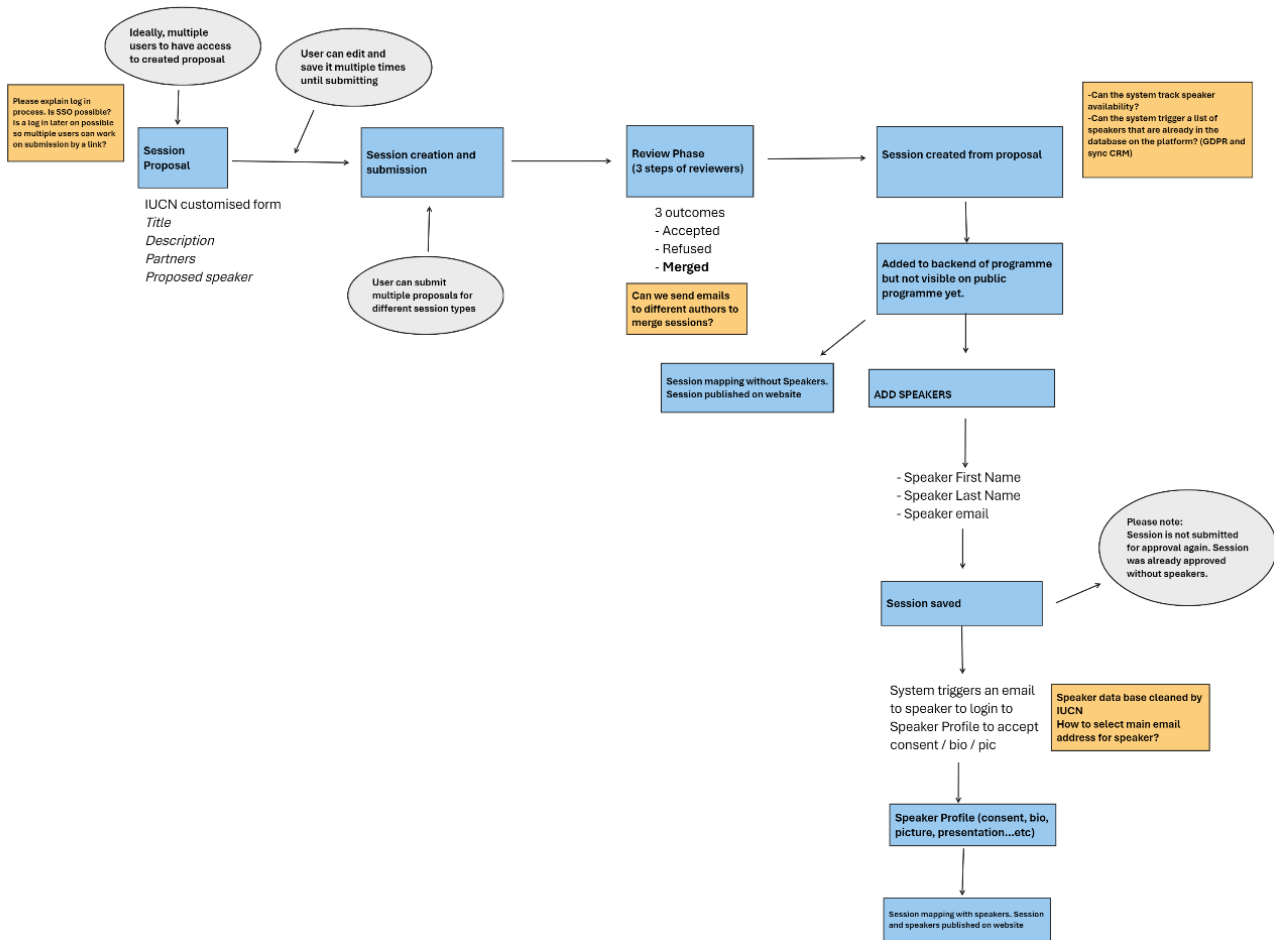 Ideally, multiple
users to have access
to created proposal
User can edit and
save it multiple times
until submitting
Please explain log in
process. Is SSO possible?
Is a log in later on possible
so multiple users can work
on submission by a link?
-Can the system track speaker
availability?
-Can the system trigger a list of
speakers that are already in the
database on the platform? (GDPR and
sync CRM)
Session
Proposal
Session creation and
submission
Review Phase
(3 steps of reviewers)
Session created from proposal
IUCN customised form
Title
Description
Partners
Proposed speaker
3 outcomes
- Accepted
- Refused
- Merged
User can submit
multiple proposals for
different session types
Can we send emails
to different authors to
merge sessions?
Added to backend of programme
but not visible on public
programme yet.
Session mapping without Speakers.
Session published on website
ADD SPEAKERS
- Speaker First Name
- Speaker Last Name
- Speaker email
Please note:
Session is not submitted
for approval again. Session
was already approved
without speakers.
Session saved
System triggers an email
to speaker to login to
Speaker Profile to accept
consent / bio / pic
Speaker data base cleaned by
IUCN
How to select main email
address for speaker?
Speaker Profile (consent, bio,
picture, presentation...etc)
Session mapping with speakers. Session
and speakers published on website